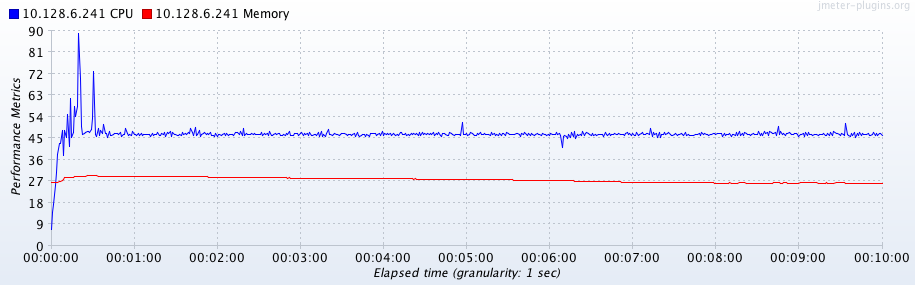 jmeter-plugins.org
10.128.6.241 CPU 10.128.6.241 Memory
90
81
72
63
54
45
36
27
18
9
0
Performance Metrics
00:00:00 00:01:00 00:02:00 00:03:00 00:04:00 00:05:00 00:06:00 00:07:00 00:08:00 00:09:00 00:10:00
Elapsed time (granularity: 1 sec)